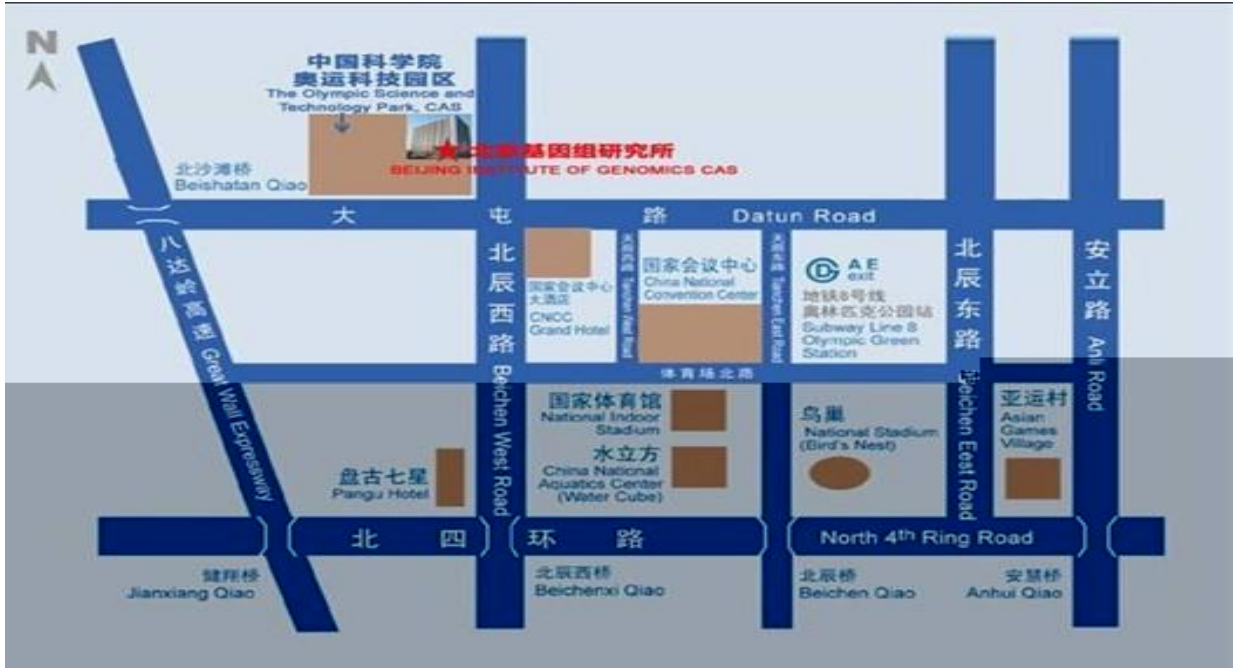 N
中国科学院
奥运科技园区
The Olympic Science and
Technology Park, CAS
北京基因组研究所
BEIJING INSTITUTE OF GENOMICS CAS
北沙滩桥
Beishatan Qiao
大屯路 Datun Road
八达岭高速 Great Wall Expressway
北辰西路 Beichen West Road
国家会议中心
大酒店
CNCC
Grand Hotel
天辰西路 Tianchen West Road
国家会议中心
China National
Convention Center
天辰东路 Tianchen East Road
A E
exit
地铁8号线
奥林匹克公园站
Subway Line 8
Olympic Green
Station
北辰东路 Beichen Eest Road
安立路 Anli Road
体育场北路
国家体育馆
National Indoor
Stadium
鸟巢
National Stadium
(Bird's Nest)
亚运村
Asian
Games
Village
水立方
China National
Aquatics Center
(Water Cube)
盘古七星
Pangu Hotel
北四环路 North 4th Ring Road
健翔桥
Jianxiang Qiao
北辰西桥
Beichenxi Qiao
北辰桥
Beichen Qiao
安慧桥
Anhui Qiao